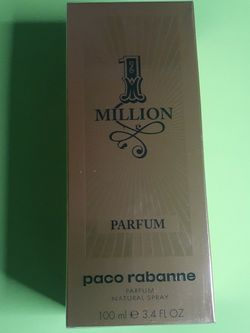 1
MILLION
PARFUM
paco rabanne
PARFUM
NATURAL SPRAY
100 ml e 3.4 FL OZ